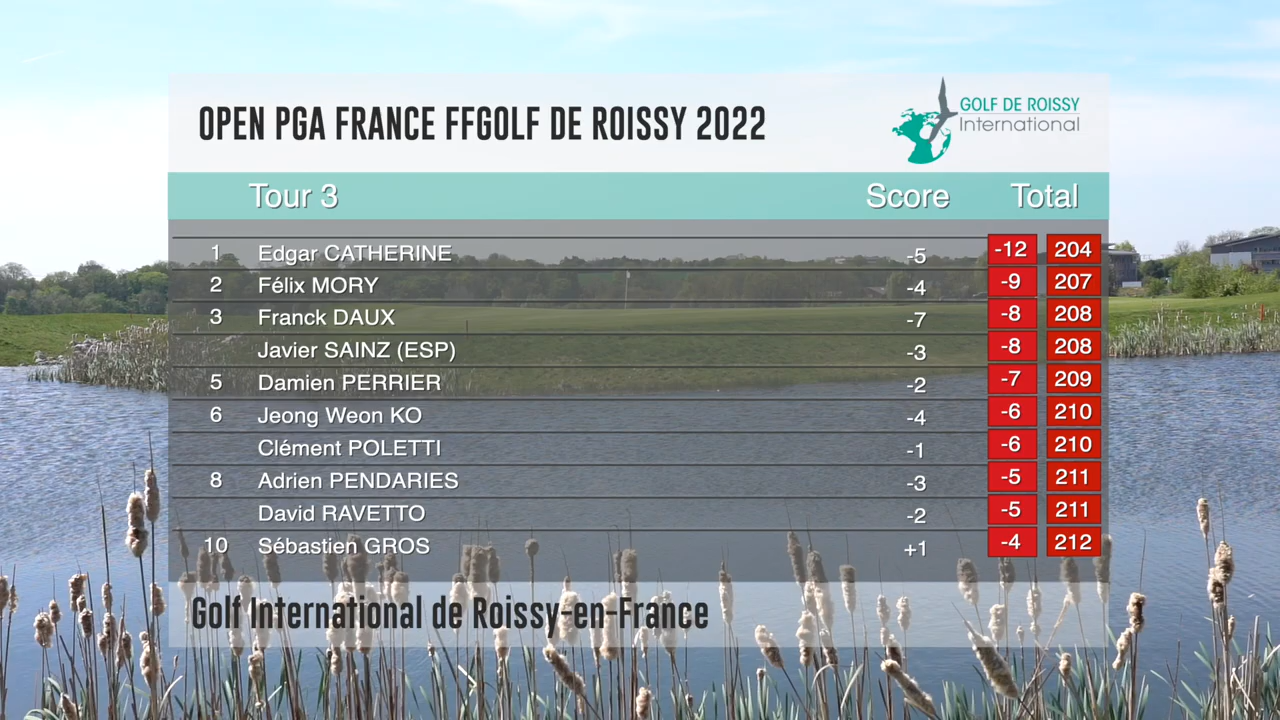 OPEN PGA FRANCE FFGOLF DE ROISSY 2022
GOLF DE ROISSY
International
Tour 3 Score Total
1 Edgar CATHERINE -5 -12 204
2 Félix MORY -4 -9 207
3 Franck DAUX -7 -8 208
Javier SAINZ (ESP) -3 -8 208
5 Damien PERRIER -2 -7 209
6 Jeong Weon KO -4 -6 210
Clément POLETTI -1 -6 210
8 Adrien PENDARIES -3 -5 211
David RAVETTO -2 -5 211
10 Sébastien GROS +1 -4 212
Golf International de Roissy-en-France